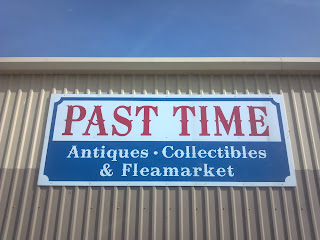 PAST TIME
Antiques · Collectibles
& Fleamarket